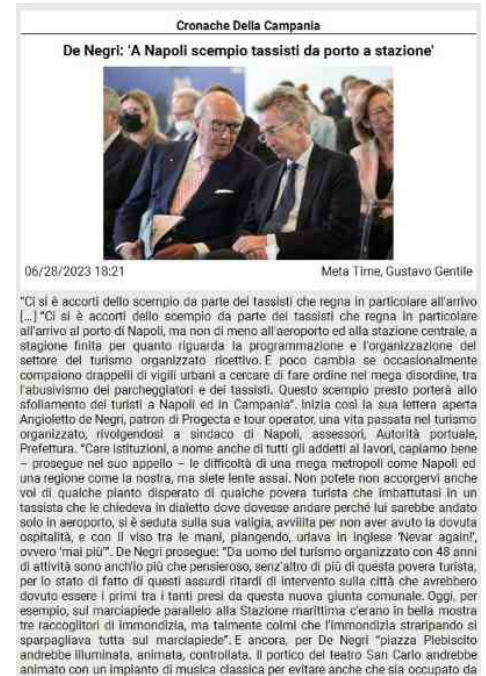 Cronache Della Campania
De Negri: 'A Napoli scempio tassisti da porto a stazione'
06/28/2023 18:21 Meta Time, Gustavo Gentile
"Ci si è accorti dello scempio da parte dei tassisti che regna in particolare all'arrivo
[...] "Ci si è accorti dello scempio da parte dei tassisti che regna in particolare
all'arrivo al porto di Napoli, ma non di meno all'aeroporto ed alla stazione centrale, a
stagione finita per quanto riguarda la programmazione e l'organizzazione del
settore del turismo organizzato ricettivo. E poco cambia se occasionalmente
compaiono drappelli di vigili urbani a cercare di fare ordine nel mega disordine, tra
l'abusivismo dei parcheggiatori e dei tassisti. Questo scempio presto porterà allo
sfollamento dei turisti a Napoli ed in Campania". Inizia così la sua lettera aperta
Angioletto de Negri, patron di Progecta e tour operator, una vita passata nel turismo
organizzato, rivolgendosi a sindaco di Napoli, assessori, Autorità portuale,
Prefettura. "Care istituzioni, a nome anche di tutti gli addetti ai lavori, capiamo bene
– prosegue nel suo appello – le difficoltà di una mega metropoli come Napoli ed
una regione come la nostra, ma siete lente assai. Non potete non accorgervi anche
voi di qualche pianto disperato di qualche povera turista che imbattutasi in un
tassista che le chiedeva in dialetto dove dovesse andare perché lui sarebbe andato
solo in aeroporto, si è seduta sulla sua valigia, avvilita per non aver avuto la dovuta
ospitalità, e con il viso tra le mani, piangendo, urlava in inglese 'Nevar again!',
ovvero 'mai più'". De Negri prosegue: "Da uomo del turismo organizzato con 48 anni
di attività sono anch'io più che pensieroso, senz'altro di più di questa povera turista,
per lo stato di fatto di questi assurdi ritardi di intervento sulla città che avrebbero
dovuto essere i primi tra i tanti presi da questa nuova giunta comunale. Oggi, per
esempio, sul marciapiede parallelo alla Stazione marittima c'erano in bella mostra
tre raccoglitori di immondizia, ma talmente colmi che l'immondizia straripando si
sparpagliava tutta sul marciapiede". E ancora, per De Negri "piazza Plebiscito
andrebbe illuminata, animata, controllata. Il portico del teatro San Carlo andrebbe
animato con un impianto di musica classica per evitare anche che sia occupato da